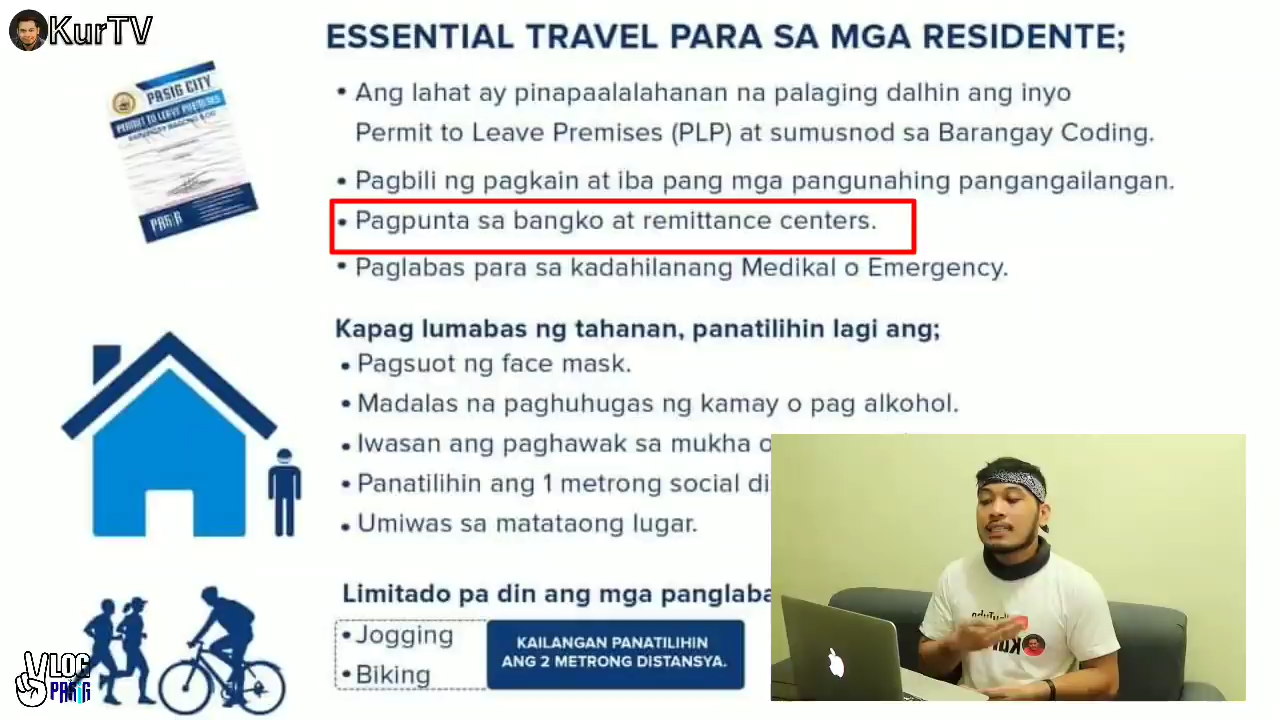 KurTV
ESSENTIAL TRAVEL PARA SA MGA RESIDENTE;
PASIG CITY
PERMIT TO LEAVE PREMISES
PASIG
• Ang lahat ay pinapaalalahanan na palaging dalhin ang inyo
Permit to Leave Premises (PLP) at sumusnod sa Barangay Coding.
• Pagbili ng pagkain at iba pang mga pangunahing pangangailangan.
• Pagpunta sa bangko at remittance centers.
• Paglabas para sa kadahilanang Medikal o Emergency.
Kapag lumabas ng tahanan, panatilihin lagi ang;
• Pagsuot ng face mask.
• Madalas na paghuhugas ng kamay o pag alkohol.
• Iwasan ang paghawak sa mukha o
• Panatilihin ang 1 metrong social di
• Umiwas sa matataong lugar.
Limitado pa din ang mga panglaba
• Jogging
• Biking
KAILANGAN PANATILIHIN
ANG 2 METRONG DISTANSYA.
VLOG
PASIG
YouTube